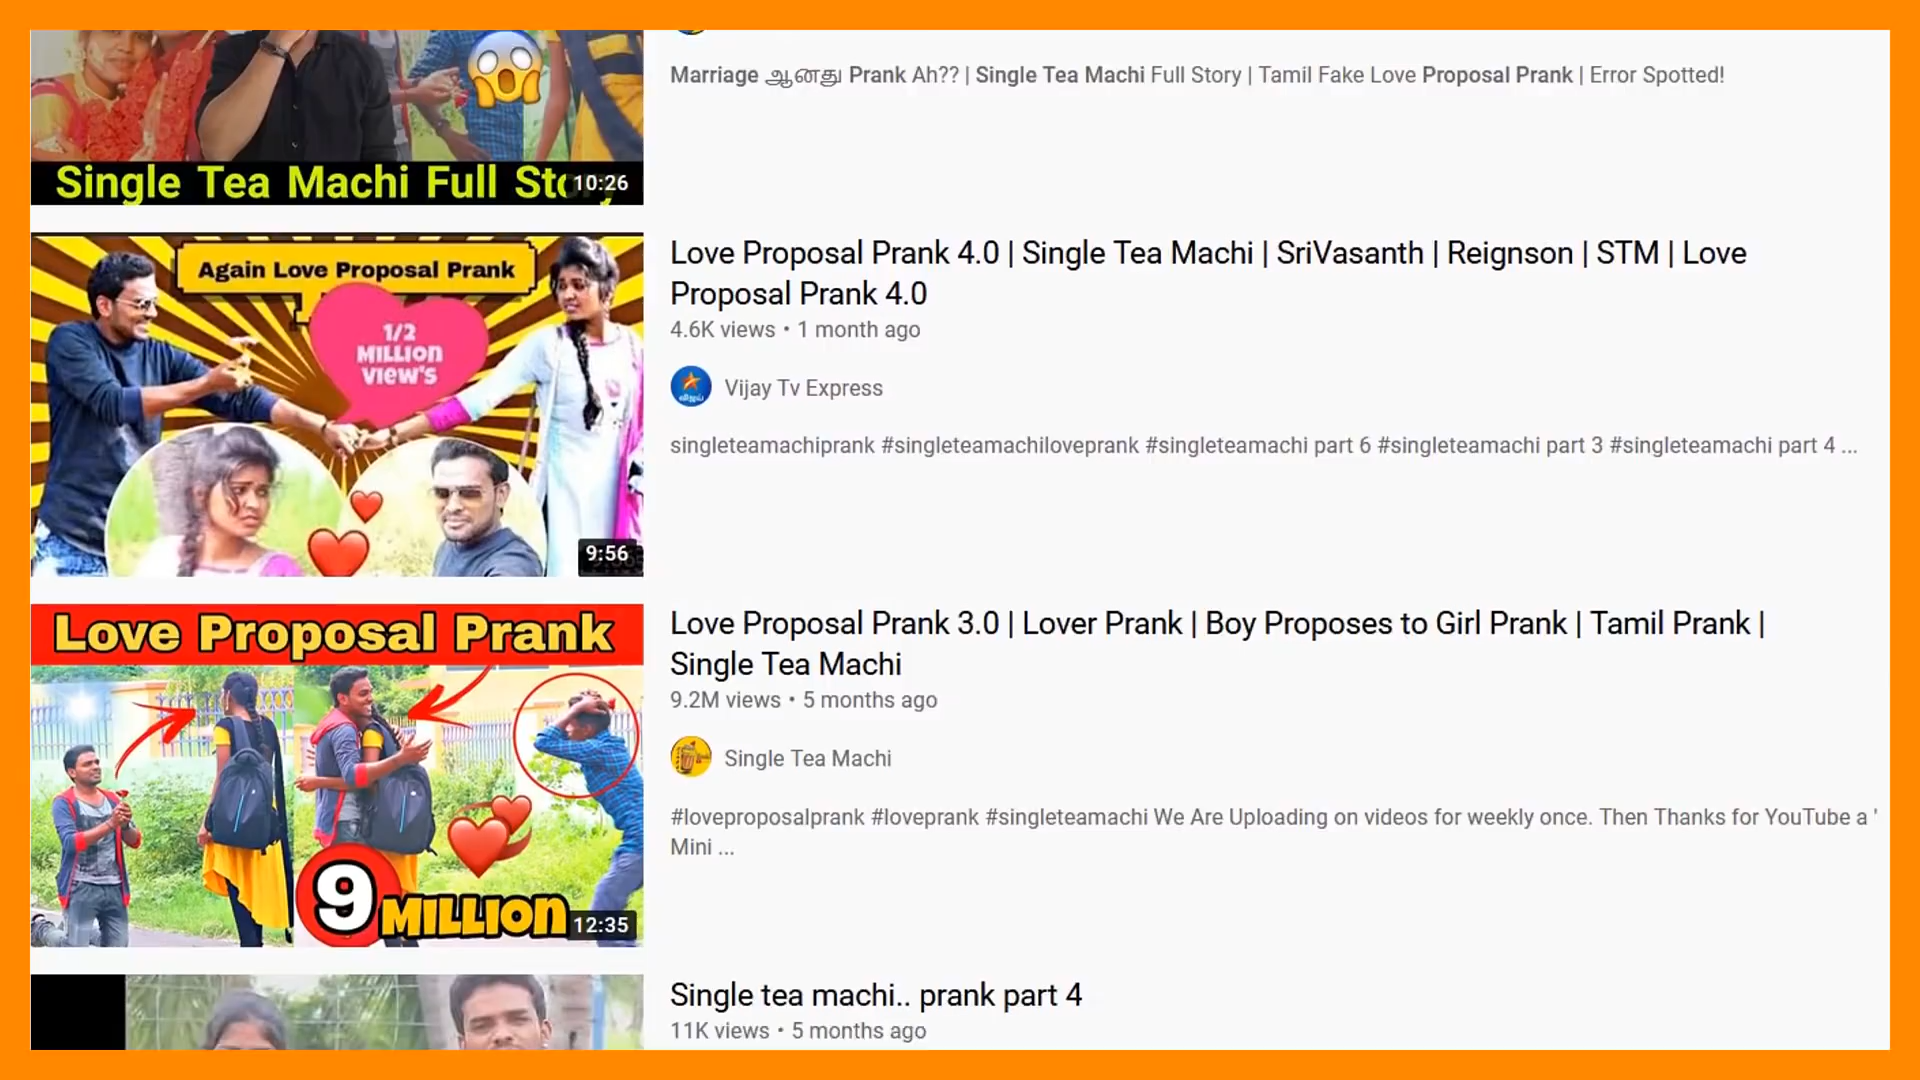 Marriage ஆனது Prank Ah?? | Single Tea Machi Full Story | Tamil Fake Love Proposal Prank | Error Spotted!
Single Tea Machi Full Story
10:26
Again Love Proposal Prank
1/2
MILLION
VIEW'S
9:56
Love Proposal Prank 4.0 | Single Tea Machi | SriVasanth | Reignson | STM | Love
Proposal Prank 4.0
4.6K views • 1 month ago
விஜய்
Vijay Tv Express
singleteamachiprank #singleteamachiloveprank #singleteamachi part 6 #singleteamachi part 3 #singleteamachi part 4 ...
Love Proposal Prank
9 MILLION
12:35
Love Proposal Prank 3.0 | Lover Prank | Boy Proposes to Girl Prank | Tamil Prank |
Single Tea Machi
9.2M views • 5 months ago
Single Tea Machi
#loveproposalprank #loveprank #singleteamachi We Are Uploading on videos for weekly once. Then Thanks for YouTube a '
Mini ...
Single tea machi.. prank part 4
11K views • 5 months ago